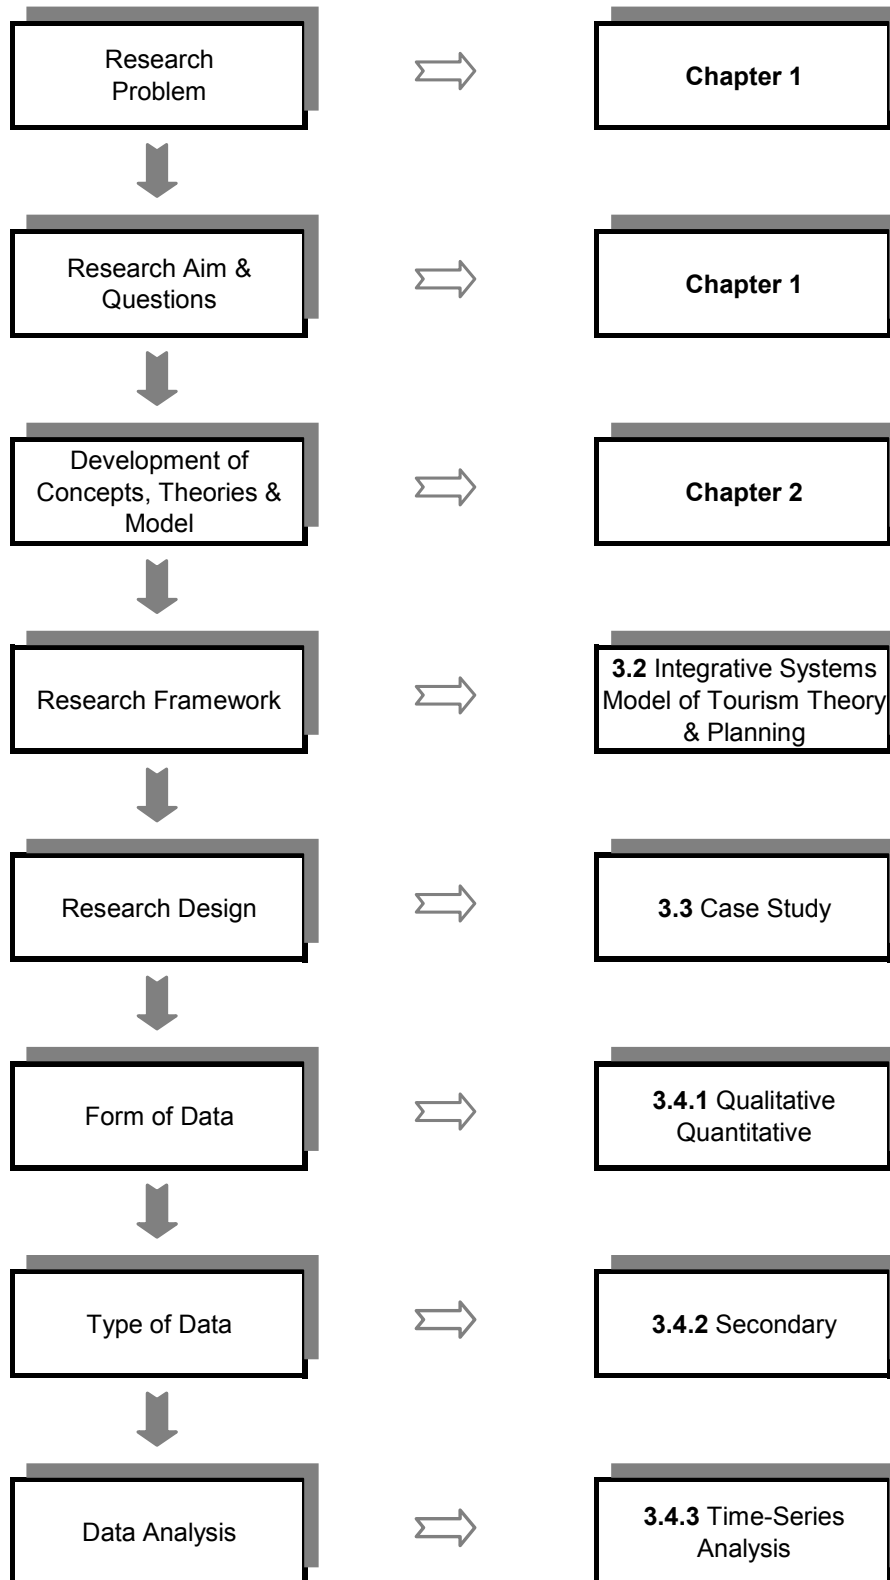 Research
Problem
Chapter 1
Research Aim &
Questions
Chapter 1
Development of
Concepts, Theories &
Model
Chapter 2
Research Framework
3.2 Integrative Systems
Model of Tourism Theory
& Planning
Research Design
3.3 Case Study
Form of Data
3.4.1 Qualitative
Quantitative
Type of Data
3.4.2 Secondary
Data Analysis
3.4.3 Time-Series
Analysis